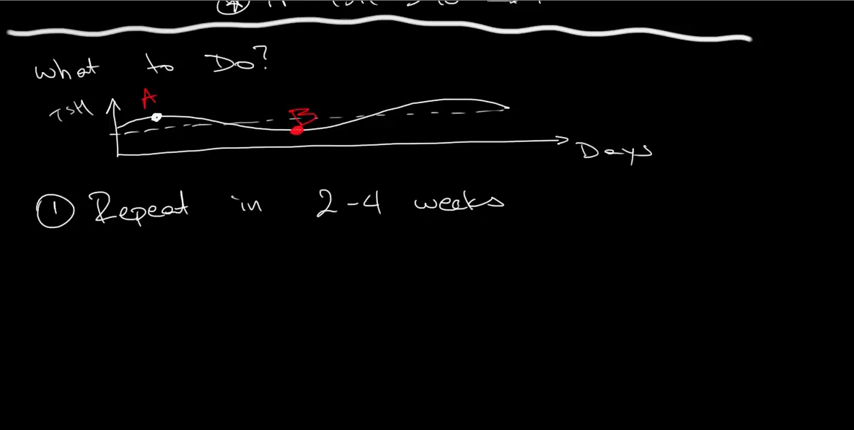 What to Do?
A
TSH
B
Days
① Repeat in 2-4 weeks